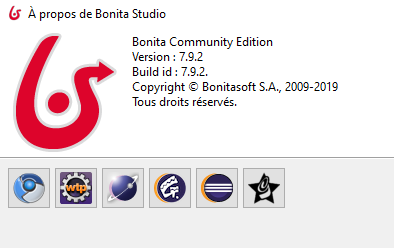 À propos de Bonita Studio
Bonita Community Edition
Version : 7.9.2
Build id : 7.9.2.
Copyright © Bonitasoft S.A., 2009-2019
Tous droits réservés.
wtp